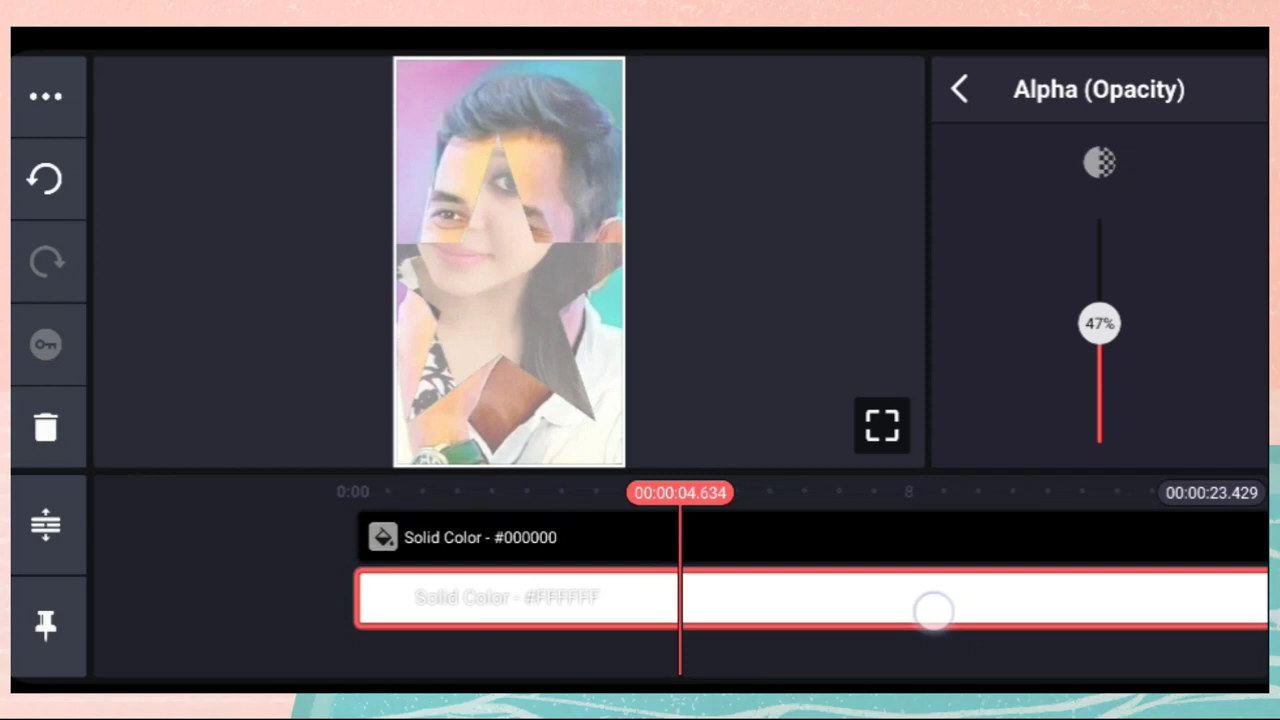 Alpha (Opacity)
47%
0:00
00:00:04.634
8
00:00:23.429
Solid Color - #000000
Solid Color - #FFFFFF